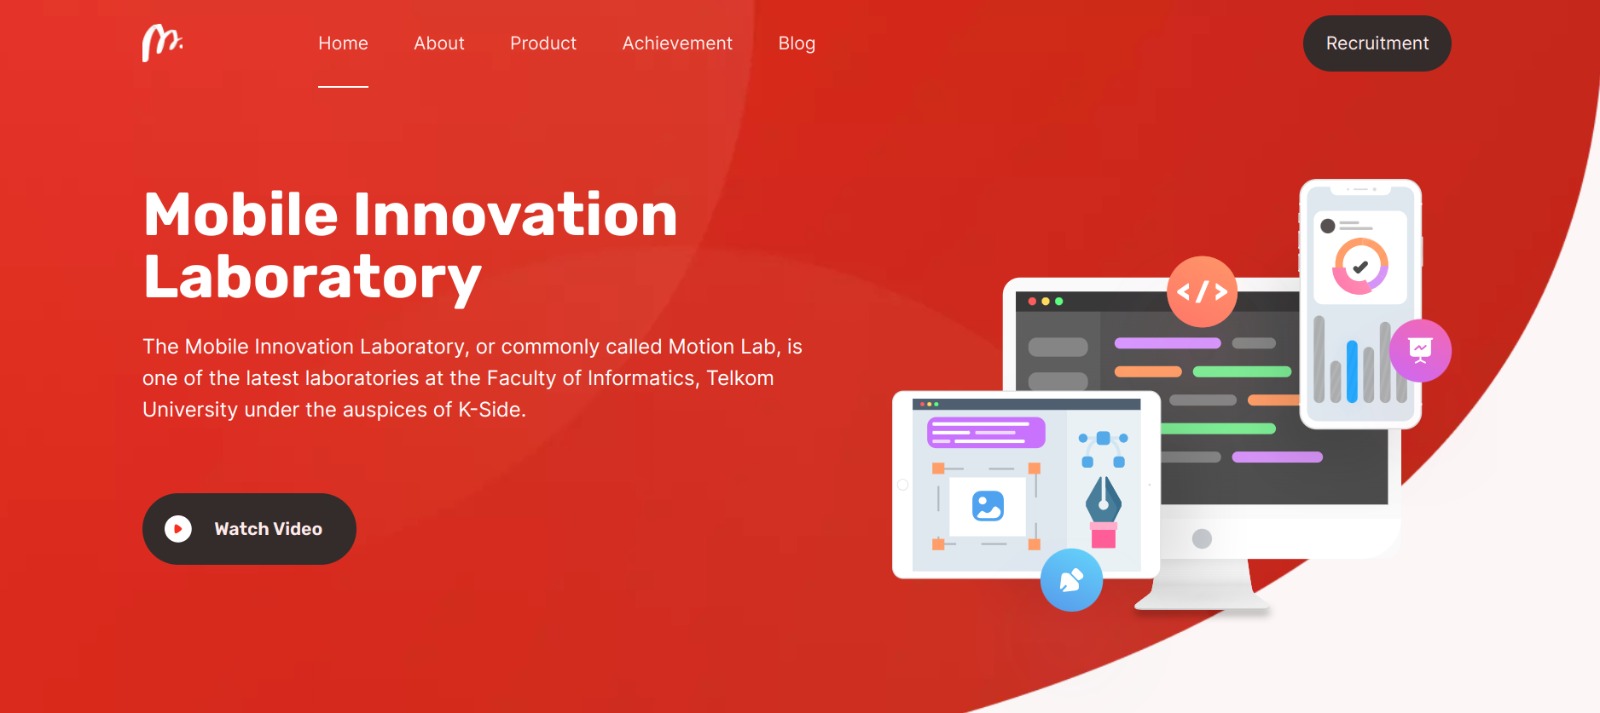 m.
Home About Product Achievement Blog Recruitment
Mobile Innovation
Laboratory
The Mobile Innovation Laboratory, or commonly called Motion Lab, is
one of the latest laboratories at the Faculty of Informatics, Telkom
University under the auspices of K-Side.
Watch Video
</>